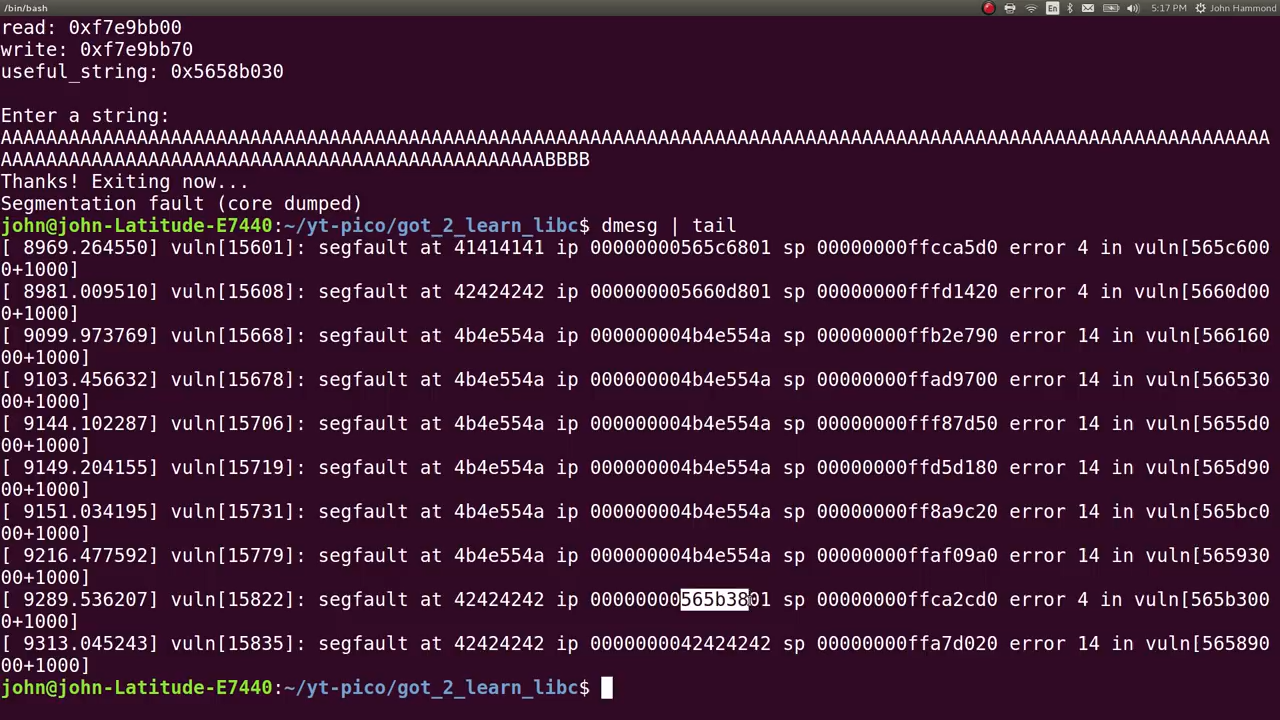 /bin/bash
En
5:17 PM
John Hammond
read: 0xf7e9bb00
write: 0xf7e9bb70
useful_string: 0x5658b030
Enter a string:
AAAAAAAAAAAAAAAAAAAAAAAAAAAAAAAAAAAAAAAAAAAAAAAAAAAAAAAAAAAAAAAAAAAAAAAAAAAAAAAAAAAAAAAAAAAAAAAAAAAAAAAAAAAAAAAA
AAAAAAAAAAAAAAAAAAAAAAAAAAAAAAAAAAAAAAAAAAAAAAAABBBB
Thanks! Exiting now...
Segmentation fault (core dumped)
john@john-Latitude-E7440:~/yt-pico/got_2_learn_libc$ dmesg | tail
[ 8969.264550] vuln[15601]: segfault at 41414141 ip 00000000565c6801 sp 00000000ffcca5d0 error 4 in vuln[565c600
0+1000]
[ 8981.009510] vuln[15608]: segfault at 42424242 ip 000000005660d801 sp 00000000fffd1420 error 4 in vuln[5660d00
0+1000]
[ 9099.973769] vuln[15668]: segfault at 4b4e554a ip 000000004b4e554a sp 00000000ffb2e790 error 14 in vuln[566160
00+1000]
[ 9103.456632] vuln[15678]: segfault at 4b4e554a ip 000000004b4e554a sp 00000000ffad9700 error 14 in vuln[566530
00+1000]
[ 9144.102287] vuln[15706]: segfault at 4b4e554a ip 000000004b4e554a sp 00000000fff87d50 error 14 in vuln[5655d0
00+1000]
[ 9149.204155] vuln[15719]: segfault at 4b4e554a ip 000000004b4e554a sp 00000000ffd5d180 error 14 in vuln[565d90
00+1000]
[ 9151.034195] vuln[15731]: segfault at 4b4e554a ip 000000004b4e554a sp 00000000ff8a9c20 error 14 in vuln[565bc0
00+1000]
[ 9216.477592] vuln[15779]: segfault at 4b4e554a ip 000000004b4e554a sp 00000000ffaf09a0 error 14 in vuln[565930
00+1000]
[ 9289.536207] vuln[15822]: segfault at 42424242 ip 00000000565b3801 sp 00000000ffca2cd0 error 4 in vuln[565b300
0+1000]
[ 9313.045243] vuln[15835]: segfault at 42424242 ip 0000000042424242 sp 00000000ffa7d020 error 14 in vuln[565890
00+1000]
john@john-Latitude-E7440:~/yt-pico/got_2_learn_libc$